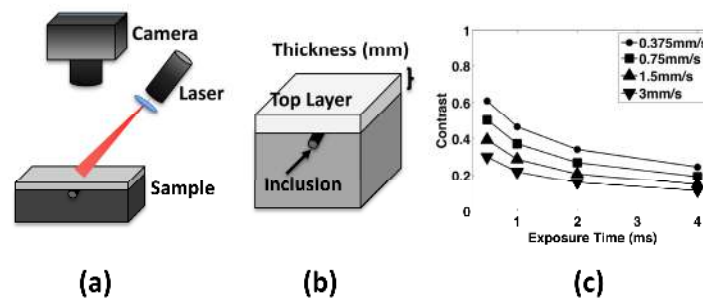 Camera
Laser
Sample
(a)
Thickness (mm)
Top Layer
Inclusion
(b)
1
0.8
0.6
0.4
0.2
0
Contrast
0.375mm/s
0.75mm/s
1.5mm/s
3mm/s
1 2 3 4
Exposure Time (ms)
(c)